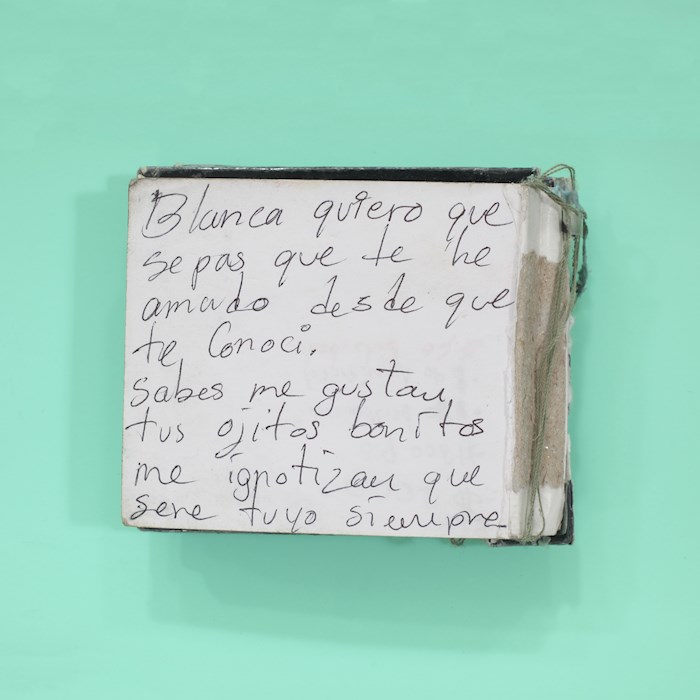 Blanca quiero que
sepas que te he
amado desde que
te Conoci.
Sabes me gustan
tus ojitos bonitos
me ignotizan que
sere tuyo siempre